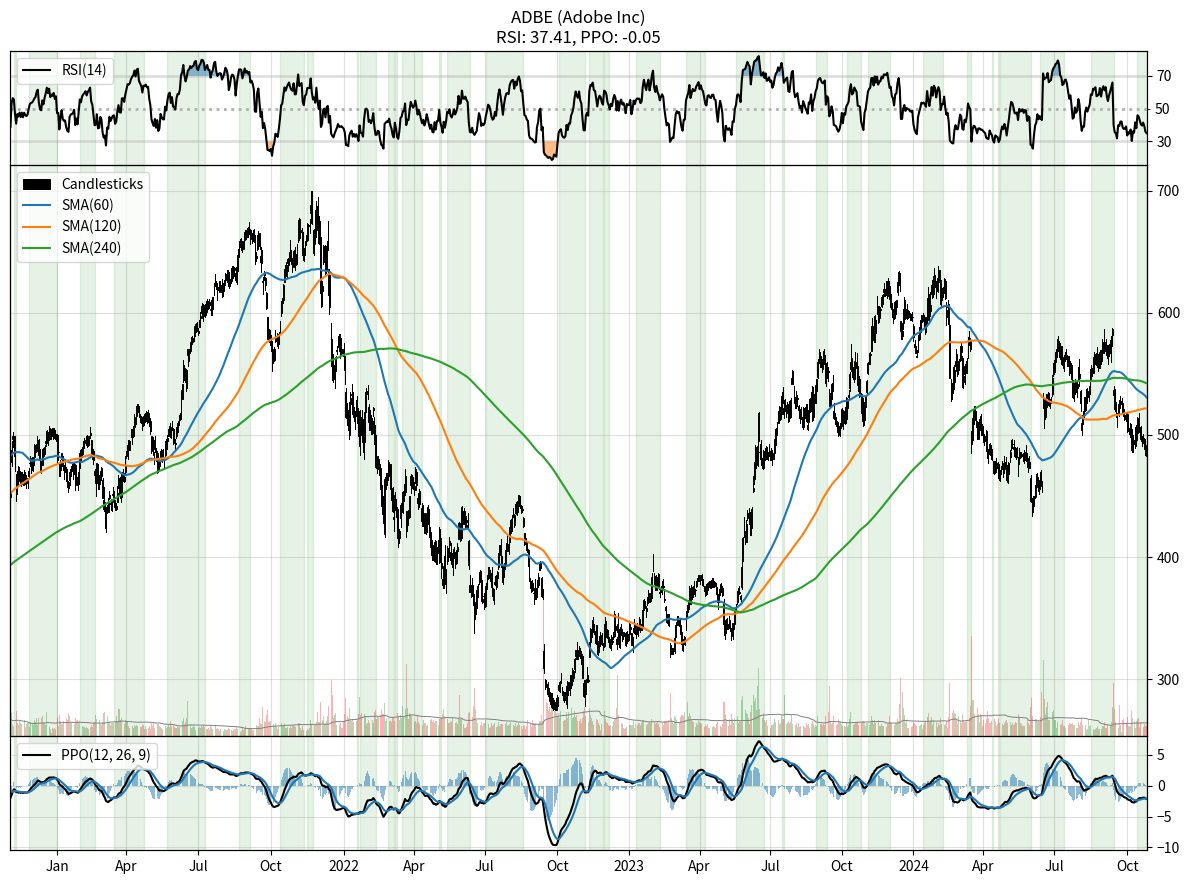 ADBE (Adobe Inc)
RSI: 37.41, PPO: -0.05
RSI(14)
70
50
30
Candlesticks
SMA(60)
SMA(120)
SMA(240)
700
600
500
400
300
PPO(12, 26, 9)
5
0
−5
−10
Jan Apr Jul Oct 2022 Apr Jul Oct 2023 Apr Jul Oct 2024 Apr Jul Oct